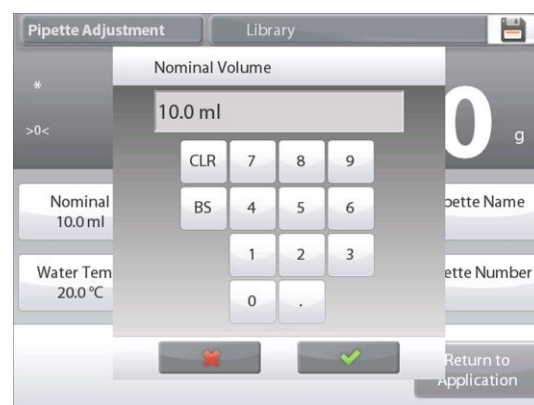 Pipette Adjustment
Library
Nominal Volume
10.0 ml
*
>0<
0
g
CLR 7 8 9
BS 4 5 6
1 2 3
0 .
Nominal
10.0 ml
pette Name
Water Tem
20.0 °C
ette Number
Return to
Application